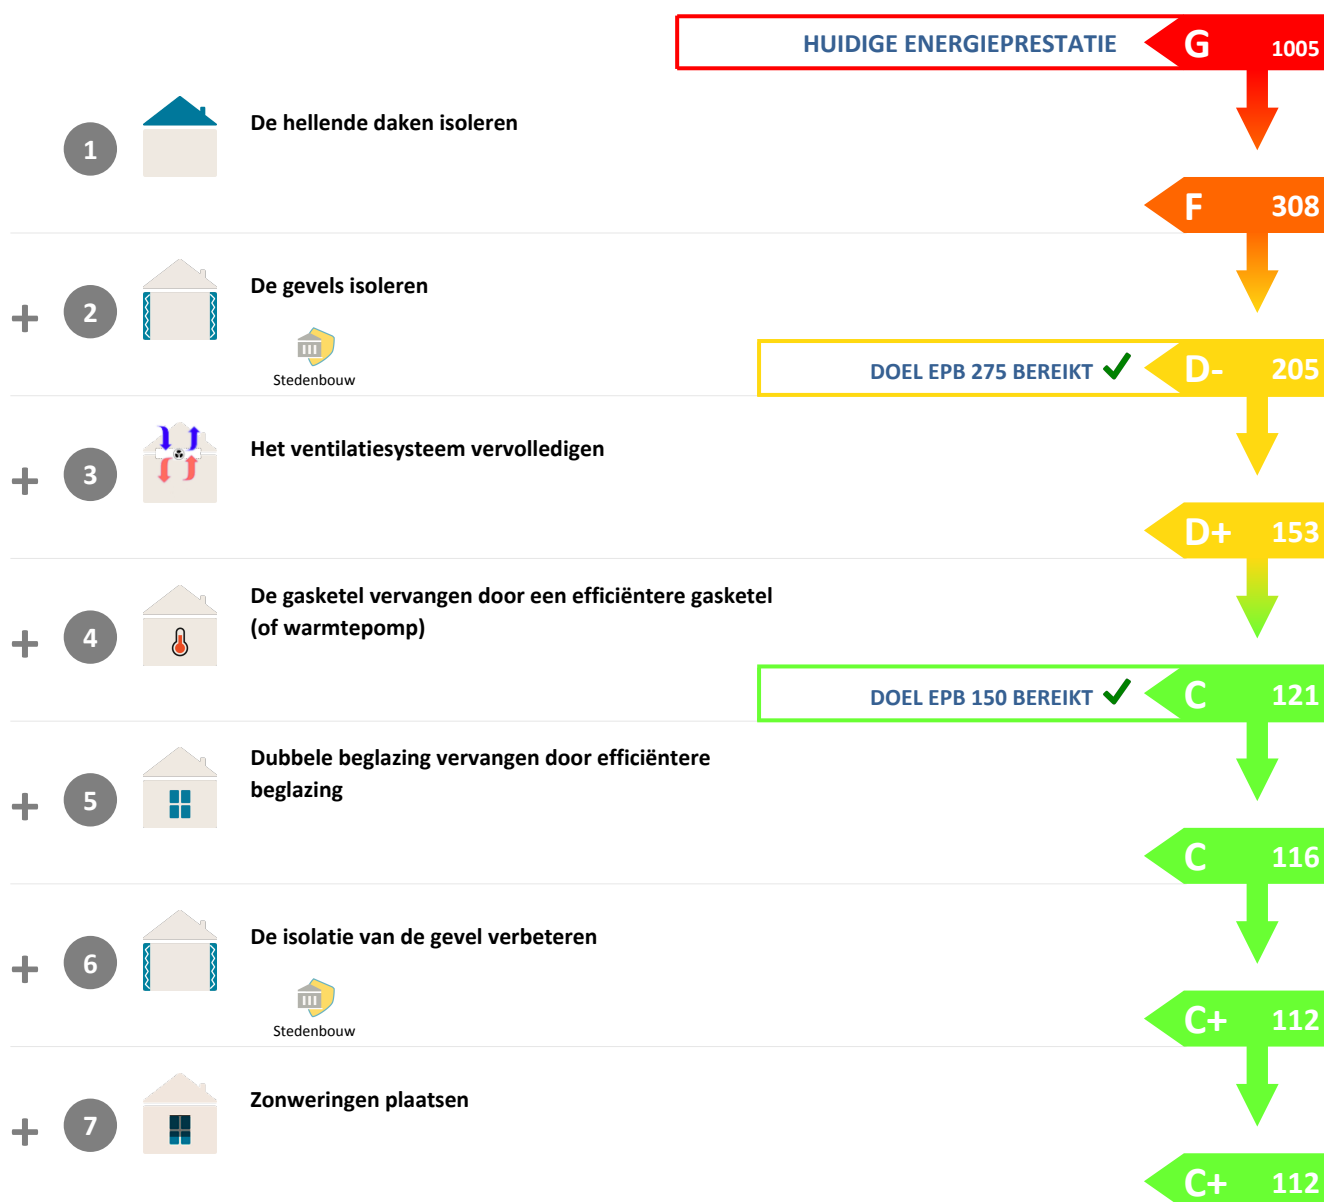 HUIDIGE ENERGIEPRESTATIE G 1005
1 De hellende daken isoleren
F 308
+ 2 De gevels isoleren
Stedenbouw
DOEL EPB 275 BEREIKT D- 205
+ 3 Het ventilatiesysteem vervolledigen
D+ 153
+ 4 De gasketel vervangen door een efficiëntere gasketel
(of warmtepomp)
DOEL EPB 150 BEREIKT C 121
+ 5 Dubbele beglazing vervangen door efficiëntere
beglazing
C 116
+ 6 De isolatie van de gevel verbeteren
Stedenbouw
C+ 112
+ 7 Zonweringen plaatsen
C+ 112